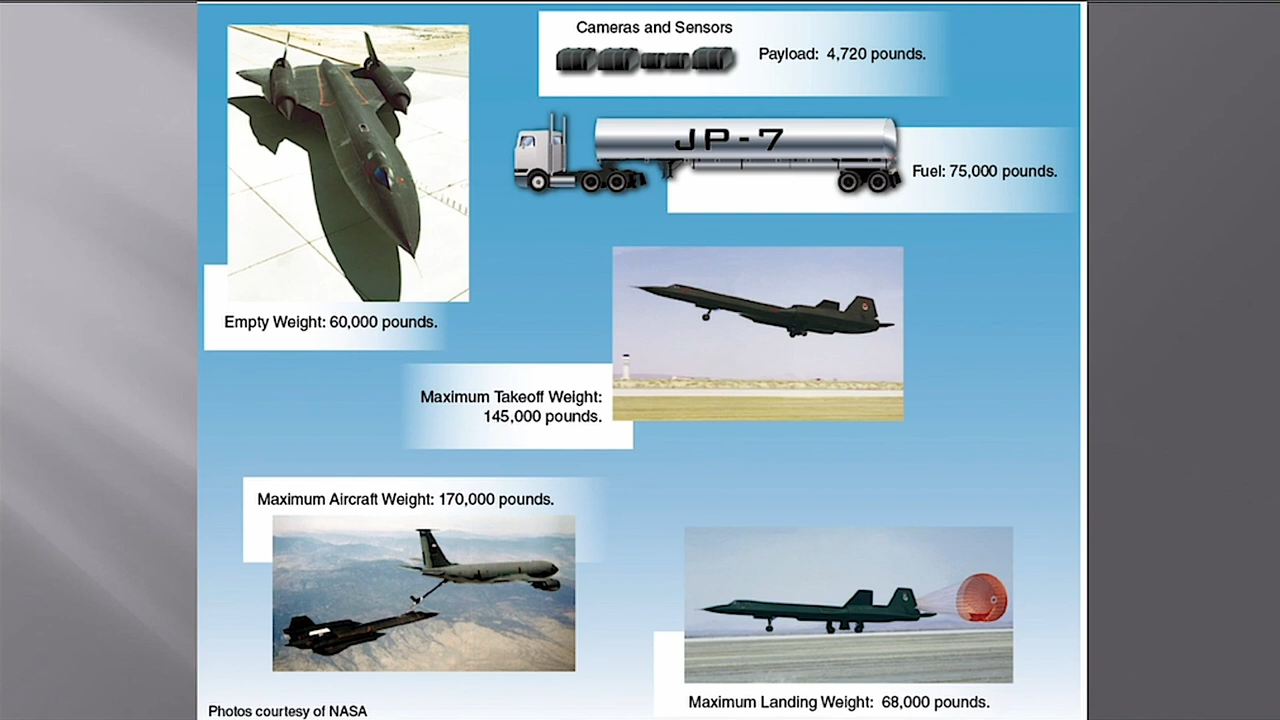 Cameras and Sensors
Payload: 4,720 pounds.
JP-7
Fuel: 75,000 pounds.
Empty Weight: 60,000 pounds.
Maximum Takeoff Weight:
145,000 pounds.
Maximum Aircraft Weight: 170,000 pounds.
Maximum Landing Weight: 68,000 pounds.
Photos courtesy of NASA